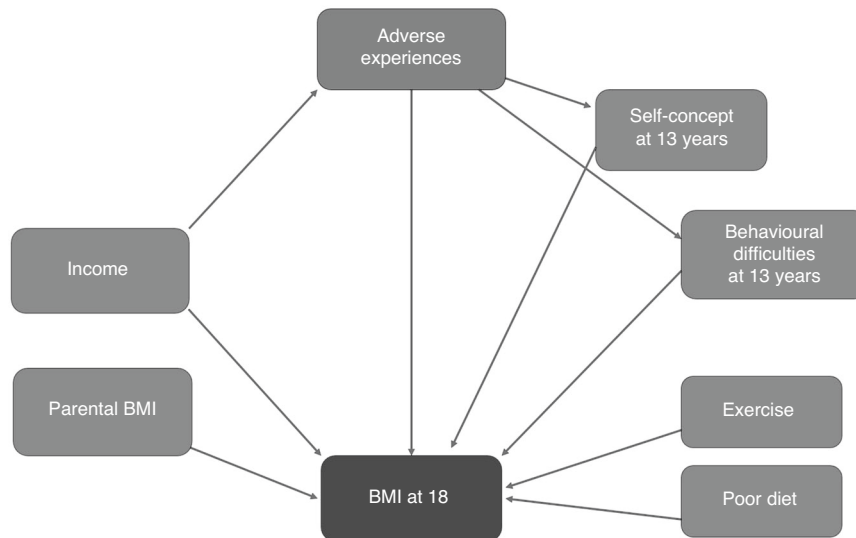 Adverse
experiences
Self-concept
at 13 years
Income
Behavioural
difficulties
at 13 years
Parental BMI
Exercise
BMI at 18
Poor diet